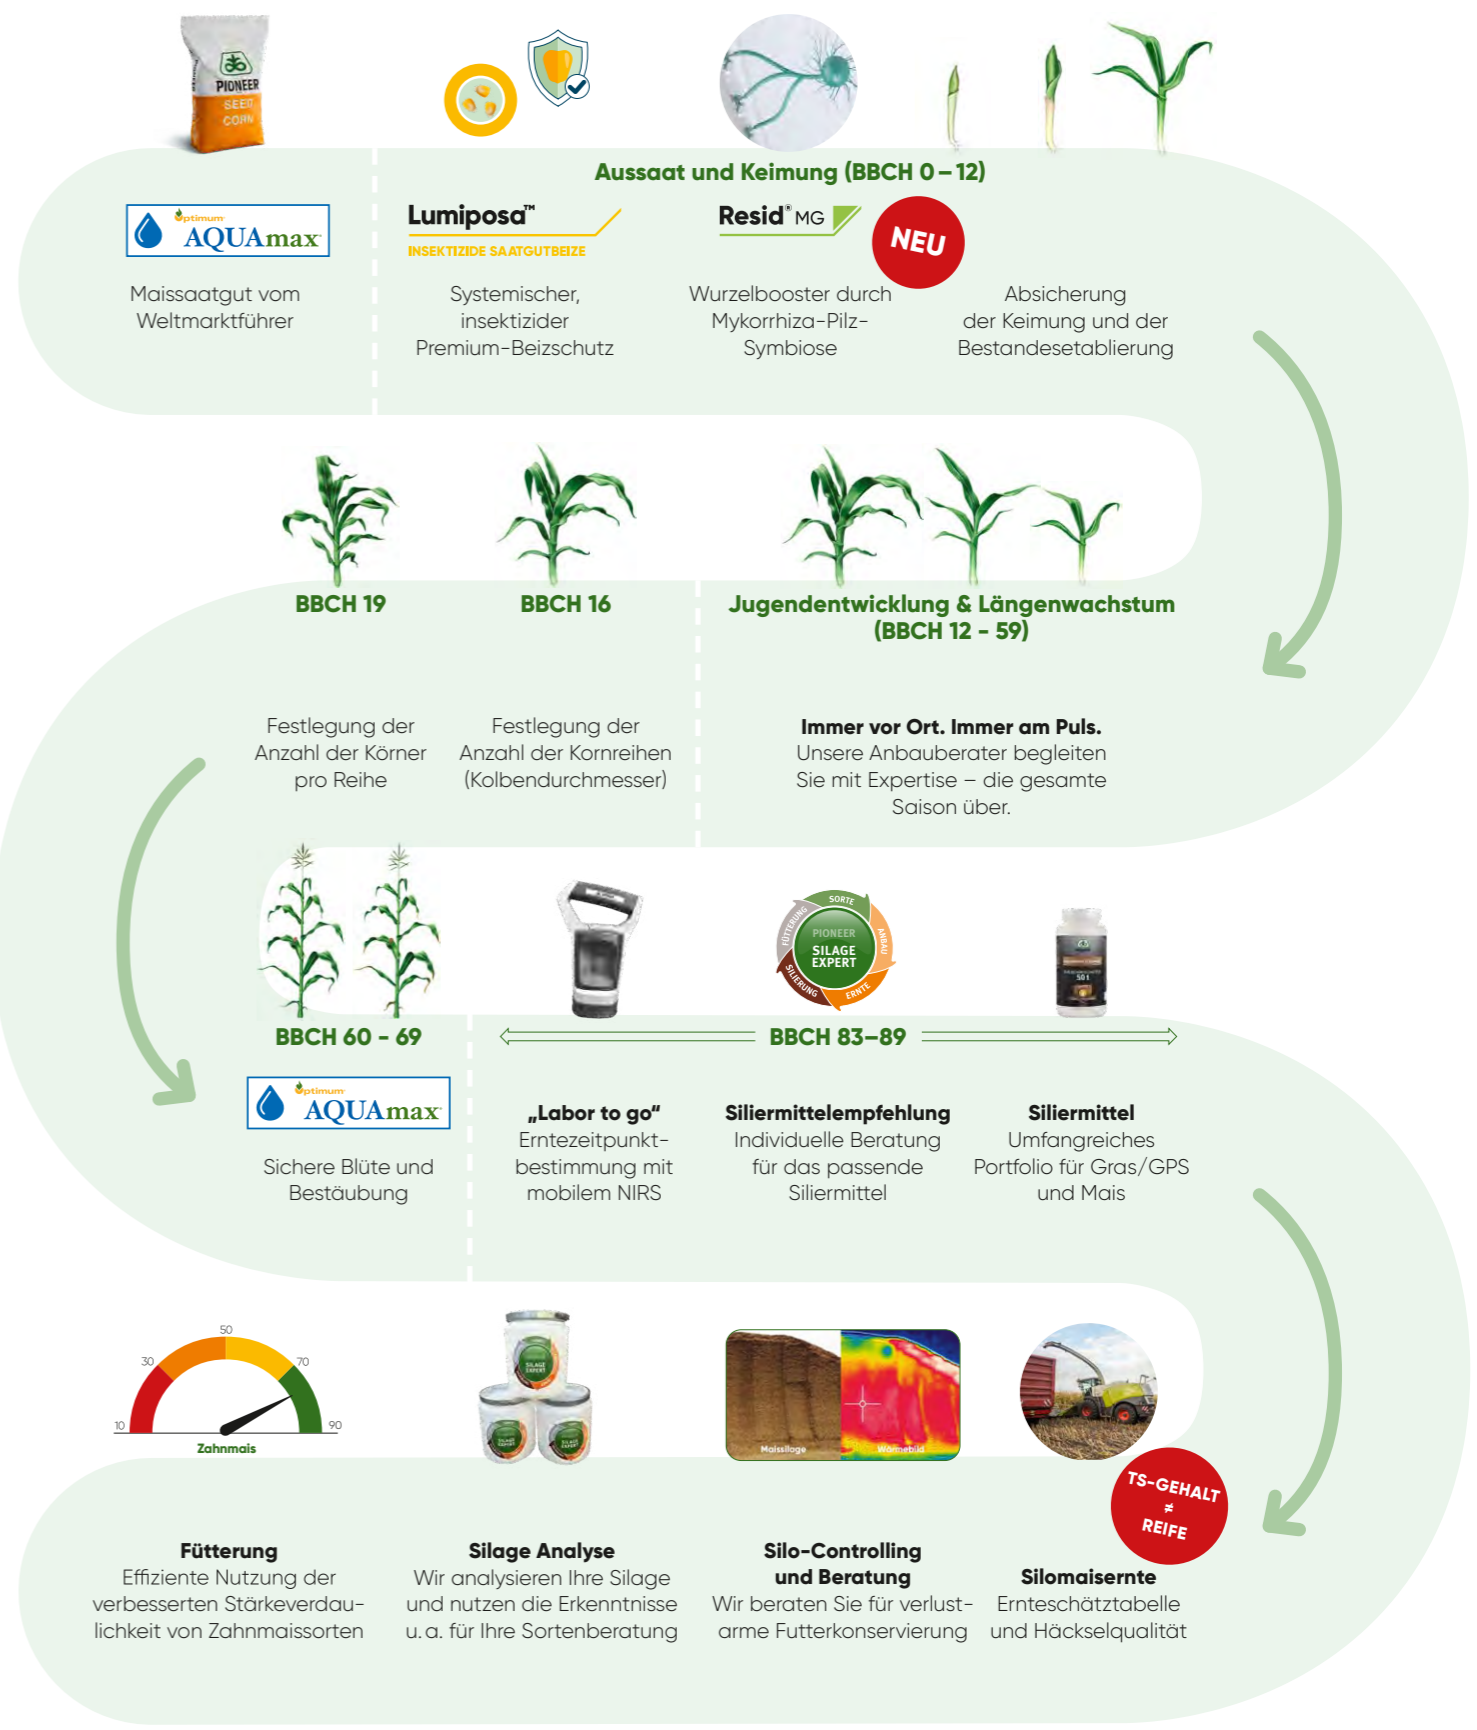 PIONEER
SEED
CORN
Aussaat und Keimung (BBCH 0 – 12)
Optimum
AQUAmax
Maissaatgut vom
Weltmarktführer
Lumiposa™
INSEKTIZIDE SAATGUTBEIZE
Systemischer,
insektizider
Premium-Beizschutz
Resid® MG
NEU
Wurzelbooster durch
Mykorrhiza-Pilz-
Symbiose
Absicherung
der Keimung und der
Bestandesetablierung
Jugendentwicklung & Längenwachstum
(BBCH 12 - 59)
Immer vor Ort. Immer am Puls.
Unsere Anbauberater begleiten
Sie mit Expertise – die gesamte
Saison über.
BBCH 16
Festlegung der
Anzahl der Kornreihen
(Kolbendurchmesser)
BBCH 19
Festlegung der
Anzahl der Körner
pro Reihe
BBCH 60 - 69
Optimum
AQUAmax
Sichere Blüte und
Bestäubung
BBCH 83–89
„Labor to go“
Erntezeitpunkt-
bestimmung mit
mobilem NIRS
SORTE
ANBAU
ERNTE
SILIERUNG
FÜTTERUNG
PIONEER
SILAGE
EXPERT
Siliermittelempfehlung
Individuelle Beratung
für das passende
Siliermittel
50 t
Siliermittel
Umfangreiches
Portfolio für Gras/GPS
und Mais
TS-GEHALT
≠
REIFE
Silomaisernte
Ernteschätztabelle
und Häckselqualität
Maissilage
Wärmebild
Silo-Controlling
und Beratung
Wir beraten Sie für verlust-
arme Futterkonservierung
SILAGE
EXPERT
SILAGE
EXPERT
SILAGE
EXPERT
Silage Analyse
Wir analysieren Ihre Silage
und nutzen die Erkenntnisse
u. a. für Ihre Sortenberatung
10
30
50
70
90
Zahnmais
Fütterung
Effiziente Nutzung der
verbesserten Stärkeverdau-
lichkeit von Zahnmaissorten